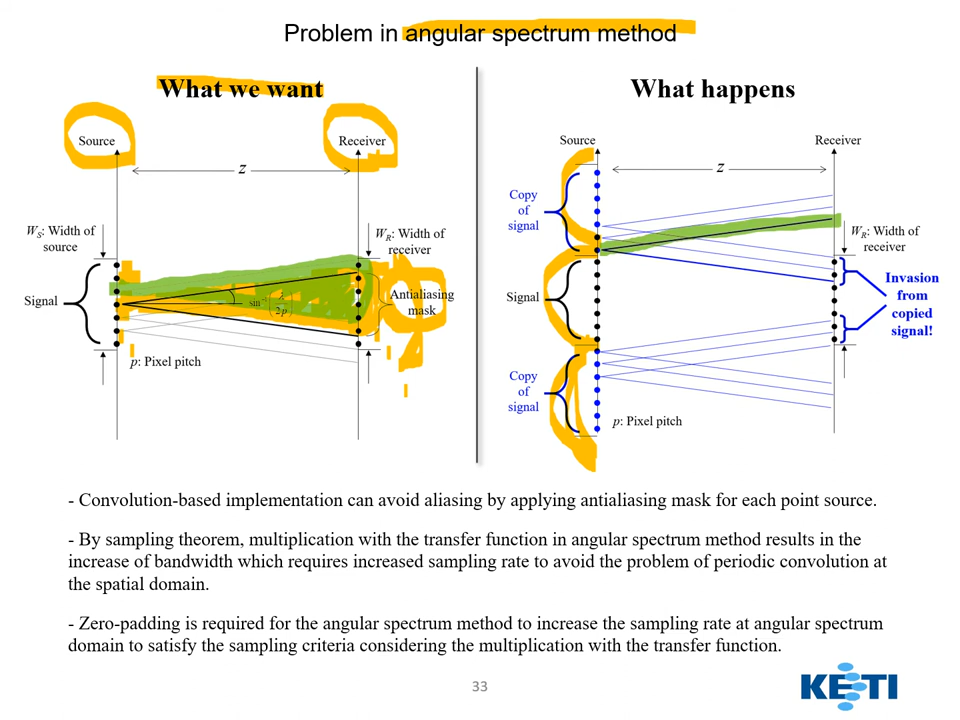 Problem in angular spectrum method
What we want
Source
Receiver
z
W_S: Width of
source
W_R: Width of
receiver
Signal
sin⁻¹(λ/2p)
Antialiasing
mask
p: Pixel pitch
What happens
Source
Receiver
z
Copy
of
signal
W_R: Width of
receiver
Signal
Invasion
from
copied
signal!
Copy
of
signal
p: Pixel pitch
- Convolution-based implementation can avoid aliasing by applying antialiasing mask for each point source.
- By sampling theorem, multiplication with the transfer function in angular spectrum method results in the
increase of bandwidth which requires increased sampling rate to avoid the problem of periodic convolution at
the spatial domain.
- Zero-padding is required for the angular spectrum method to increase the sampling rate at angular spectrum
domain to satisfy the sampling criteria considering the multiplication with the transfer function.
33
KETI